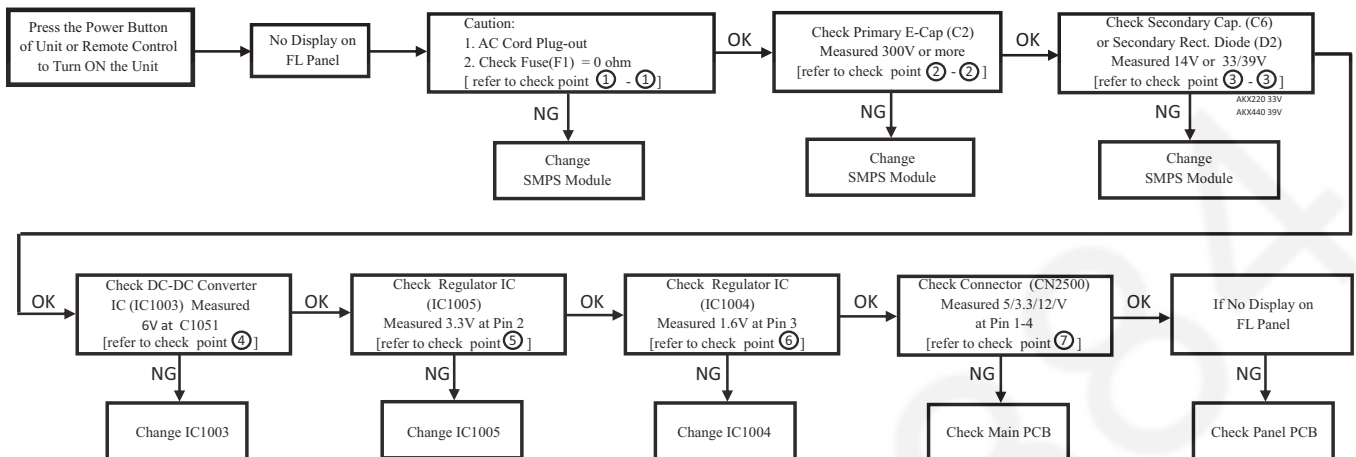 Press the Power Button
of Unit or Remote Control
to Turn ON the Unit
No Display on
FL Panel
Caution:
1. AC Cord Plug-out
2. Check Fuse(F1) = 0 ohm
[ refer to check point ① - ① ]
OK
NG
Change
SMPS Module
Check Primary E-Cap (C2)
Measured 300V or more
[refer to check point ② - ② ]
OK
NG
Change
SMPS Module
Check Secondary Cap. (C6)
or Secondary Rect. Diode (D2)
Measured 14V or 33/39V
[refer to check point ③ - ③ ]
AKX220 33V
AKX440 39V
NG
Change
SMPS Module
OK
Check DC-DC Converter
IC (IC1003) Measured
6V at C1051
[refer to check point ④ ]
NG
Change IC1003
OK
Check Regulator IC
(IC1005)
Measured 3.3V at Pin 2
[refer to check point ⑤ ]
NG
Change IC1005
OK
Check Regulator IC
(IC1004)
Measured 1.6V at Pin 3
[refer to check point ⑥ ]
NG
Change IC1004
OK
Check Connector (CN2500)
Measured 5/3.3/12/V
at Pin 1-4
[refer to check point ⑦ ]
NG
Check Main PCB
OK
If No Display on
FL Panel
NG
Check Panel PCB